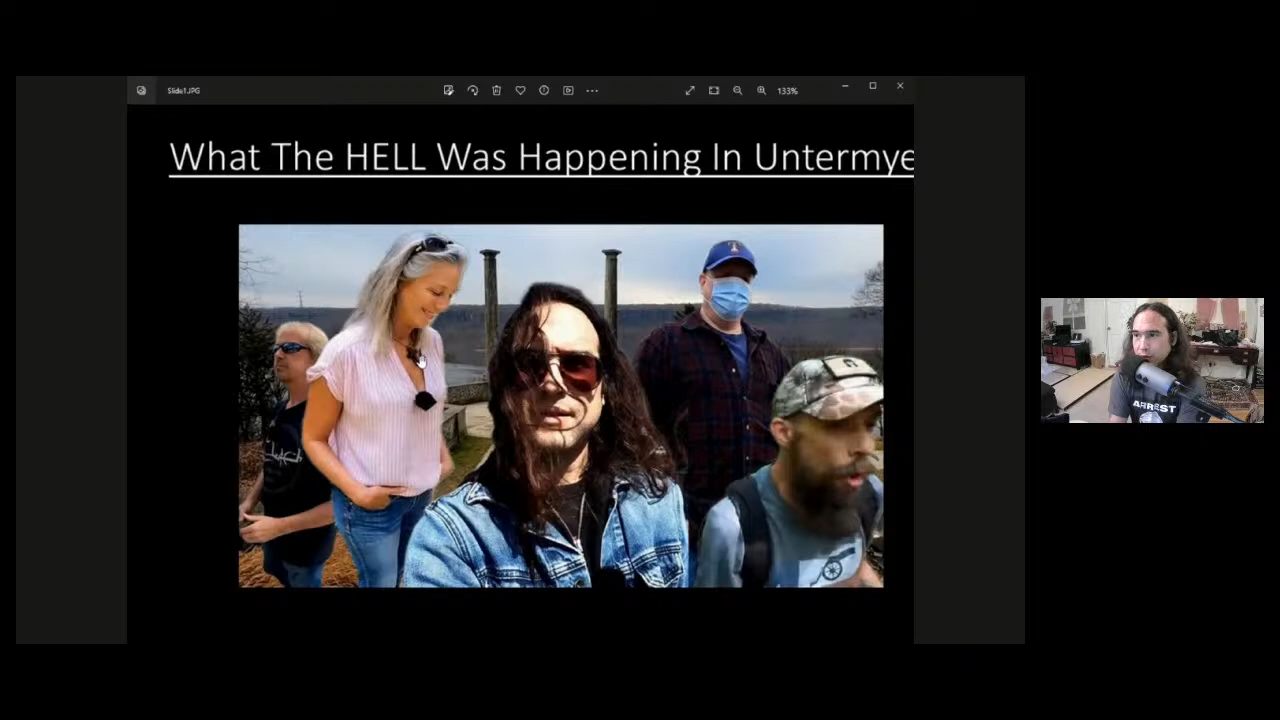 Slide1.JPG
133%
What The HELL Was Happening In Untermye
ARREST